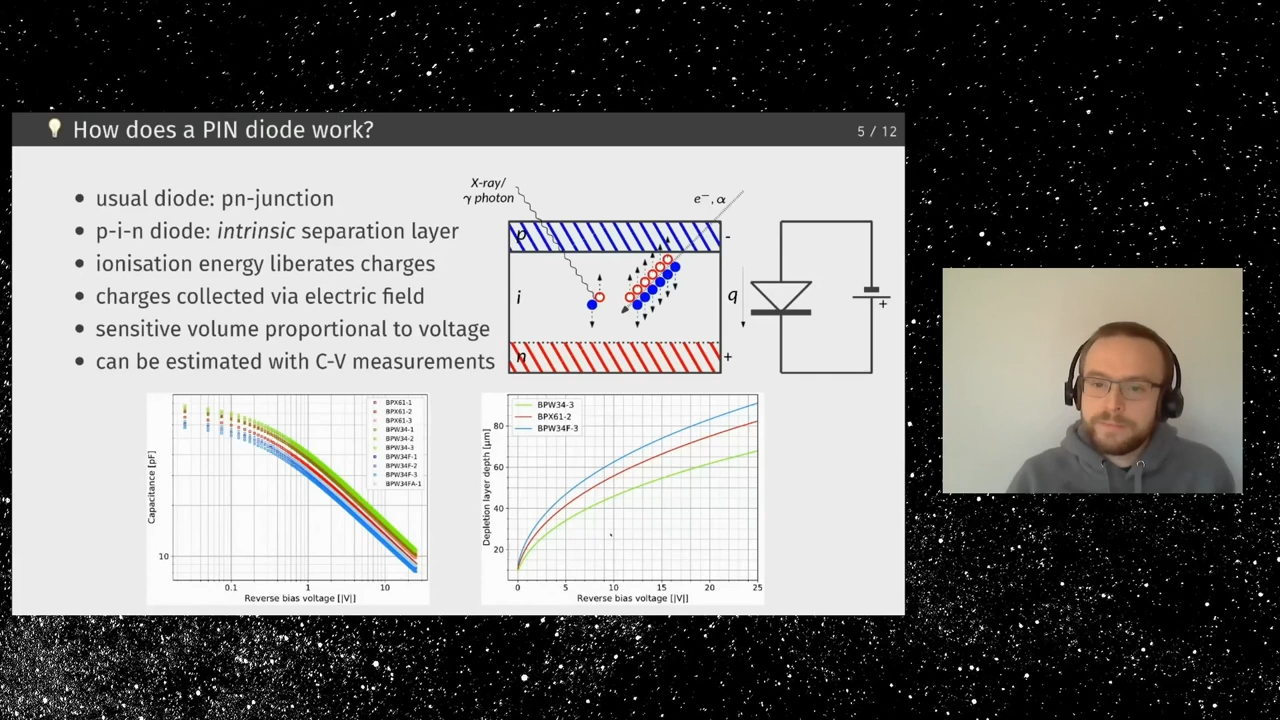 How does a PIN diode work?
5 / 12
• usual diode: pn-junction
• p-i-n diode: intrinsic separation layer
• ionisation energy liberates charges
• charges collected via electric field
• sensitive volume proportional to voltage
• can be estimated with C-V measurements
X-ray/
γ photon
e⁻, α
p
-
i
q
+
n
+
BPX61-1
BPX61-2
BPX61-3
BPW34-1
BPW34-2
BPW34-3
BPW34F-1
BPW34F-2
BPW34F-3
BPW34FA-1
Capacitance [pF]
10
0.1 1 10
Reverse bias voltage [|V|]
BPW34-3
BPX61-2
BPW34F-3
Depletion layer depth [μm]
80
60
40
20
0 5 10 15 20 25
Reverse bias voltage [|V|]